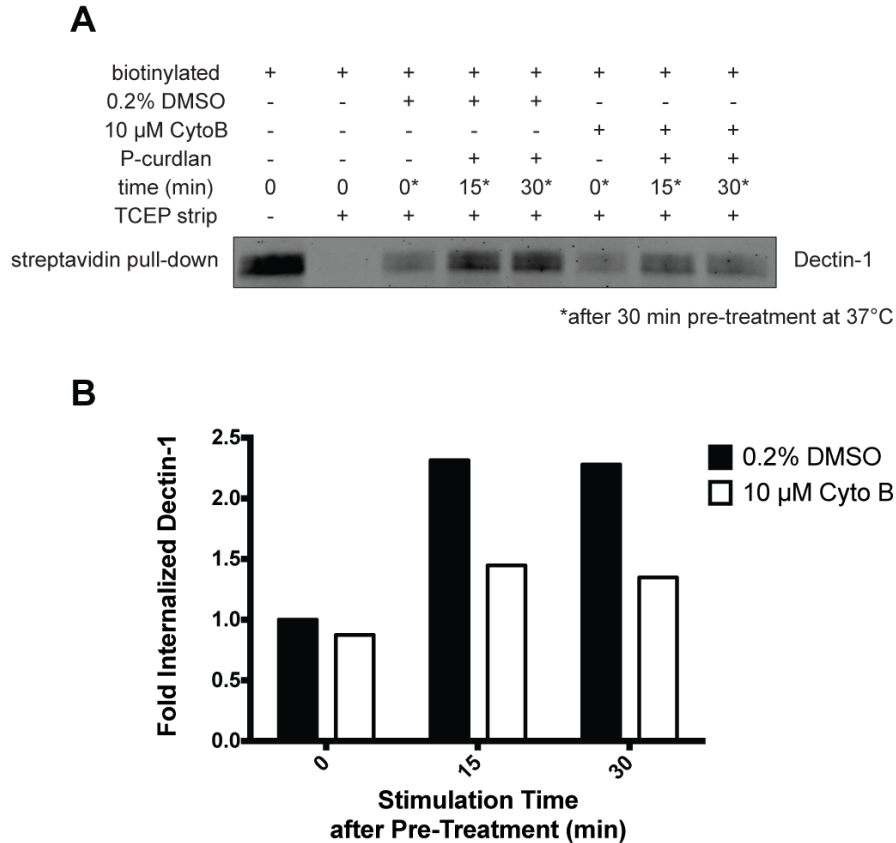 A
biotinylated + + + + + + + +
0.2% DMSO - - + + + - - -
10 µM CytoB - - - - - + + +
P-curdlan - - - + + - + +
time (min) 0 0 0* 15* 30* 0* 15* 30*
TCEP strip - + + + + + + +
streptavidin pull-down Dectin-1
*after 30 min pre-treatment at 37°C
B
Fold Internalized Dectin-1
2.5
2.0
1.5
1.0
0.5
0.0
0.2% DMSO
10 µM Cyto B
0 15 30
Stimulation Time
after Pre-Treatment (min)